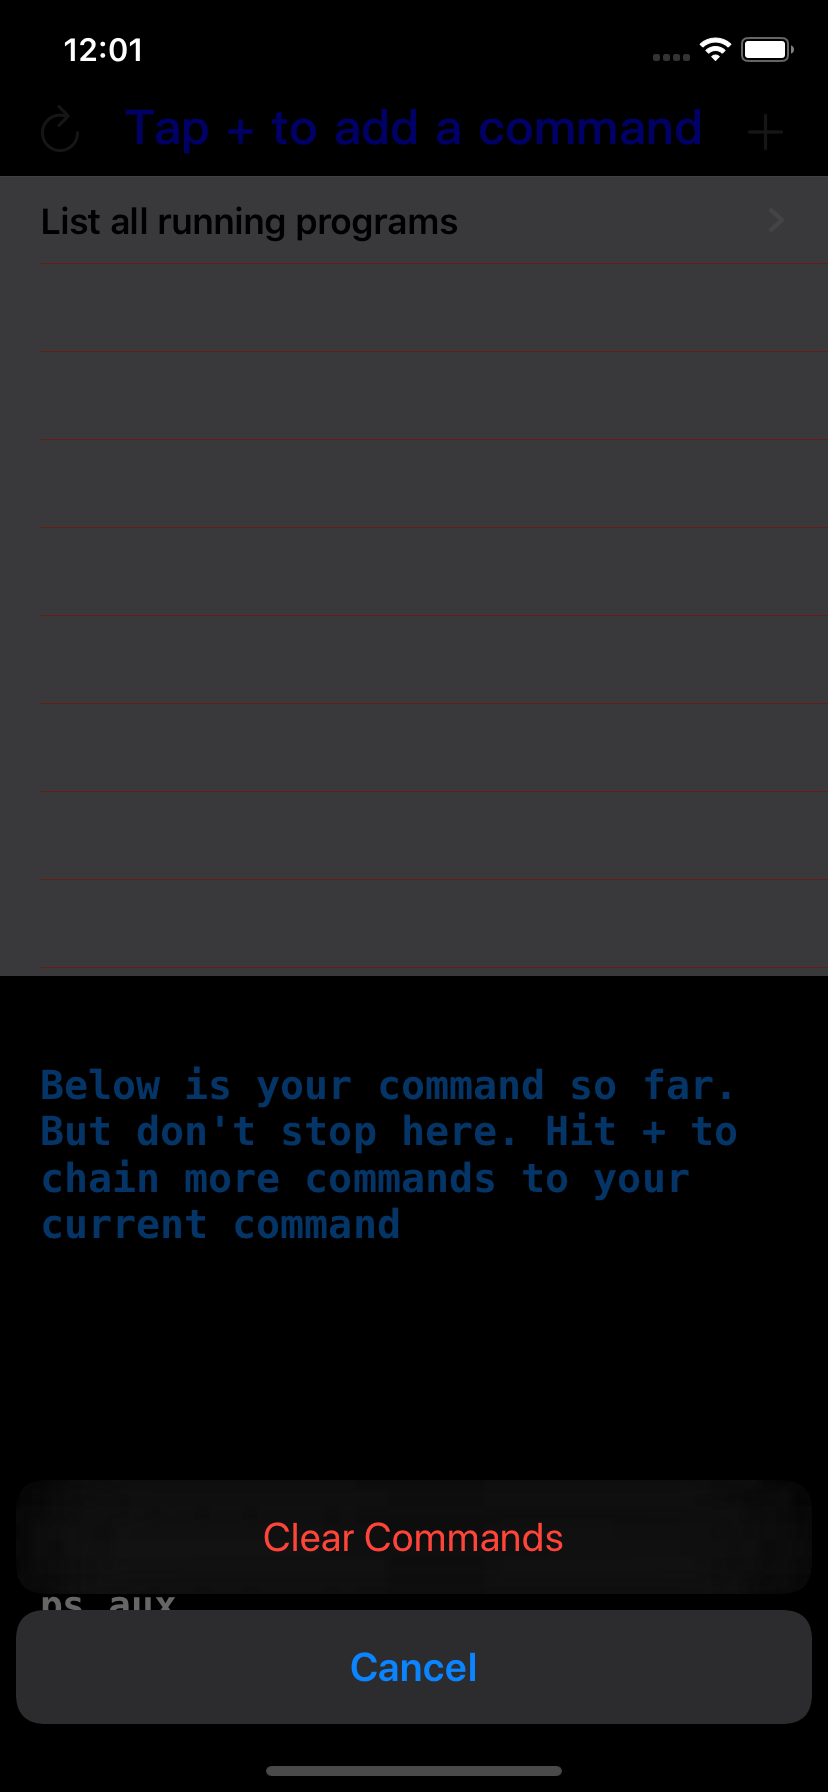 12:01
Tap + to add a command
List all running programs
Below is your command so far.
But don't stop here. Hit + to
chain more commands to your
current command
Clear Commands
ps aux
Cancel